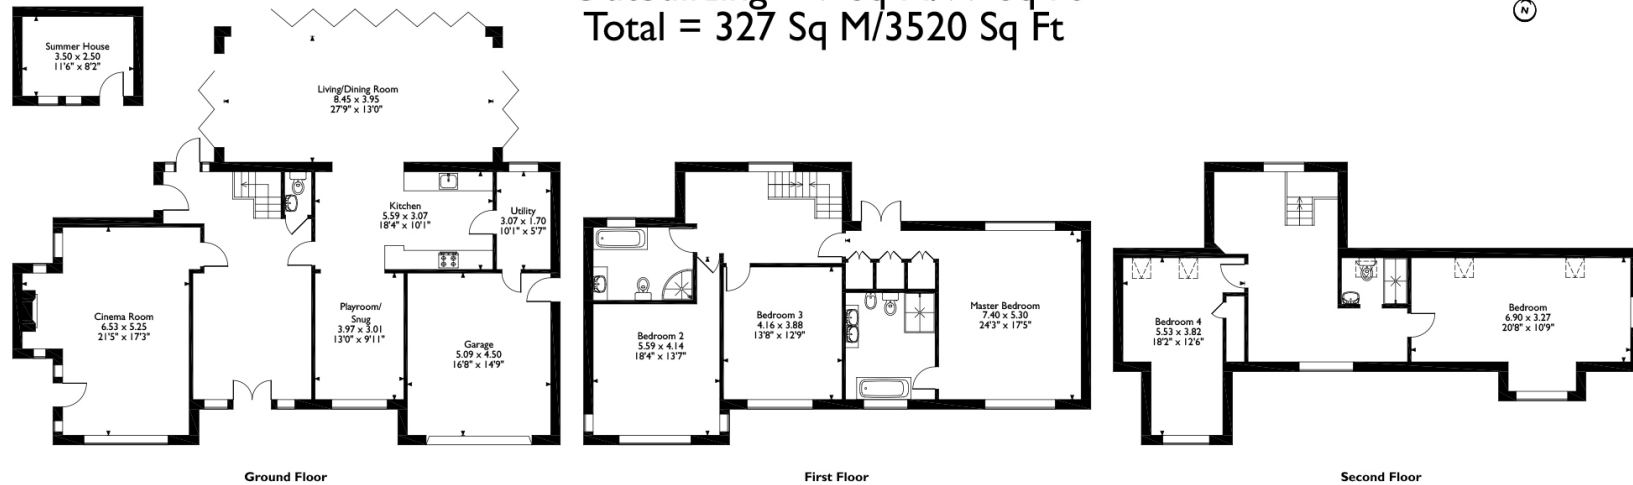 Total = 327 Sq M/3520 Sq Ft
N
Summer House
3.50 x 2.50
11'6" x 8'2"
Living/Dining Room
8.45 x 3.95
27'9" x 13'0"
Kitchen
5.59 x 3.07
18'4" x 10'1"
Utility
3.07 x 1.70
10'1" x 5'7"
Cinema Room
6.53 x 5.25
21'5" x 17'3"
Playroom/
Snug
3.97 x 3.01
13'0" x 9'11"
Garage
5.09 x 4.50
16'8" x 14'9"
Ground Floor
Bedroom 2
5.59 x 4.14
18'4" x 13'7"
Bedroom 3
4.16 x 3.88
13'8" x 12'9"
Master Bedroom
7.40 x 5.30
24'3" x 17'5"
First Floor
Bedroom 4
5.53 x 3.82
18'2" x 12'6"
Bedroom
6.90 x 3.27
20'8" x 10'9"
Second Floor